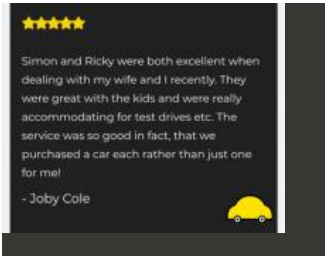 Simon and Ricky were both excellent when
dealing with my wife and I recently. They
were great with the kids and were really
accommodating for test drives etc. The
service was so good in fact, that we
purchased a car each rather than just one
for me!
- Joby Cole